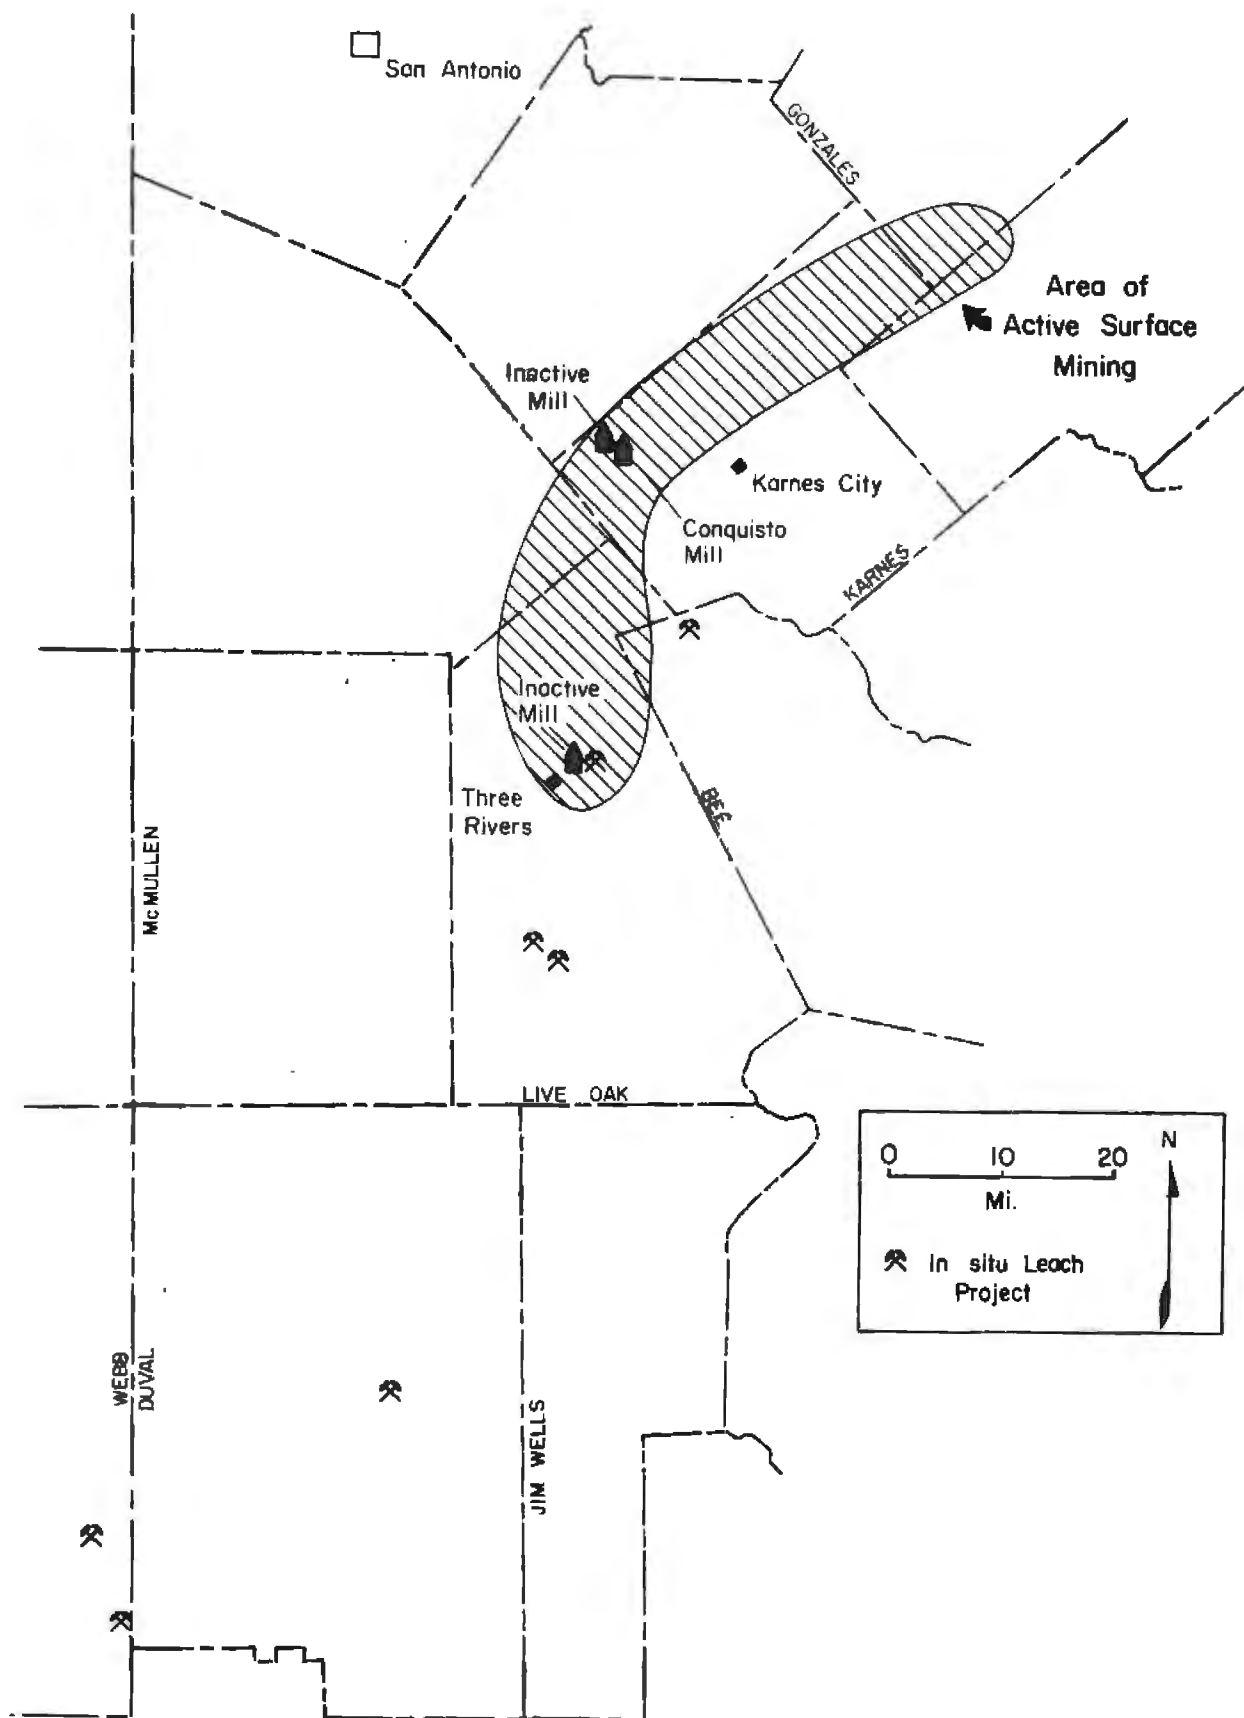 San Antonio
GONZALES
Area of
Active Surface
Mining
Inactive
Mill
Karnes City
Conquisto
Mill
KARNES
Inactive
Mill
Three
Rivers
BEE
McMULLEN
LIVE OAK
0 10 20
Mi.
N
In situ Leach
Project
WEBB
DUVAL
JIM WELLS